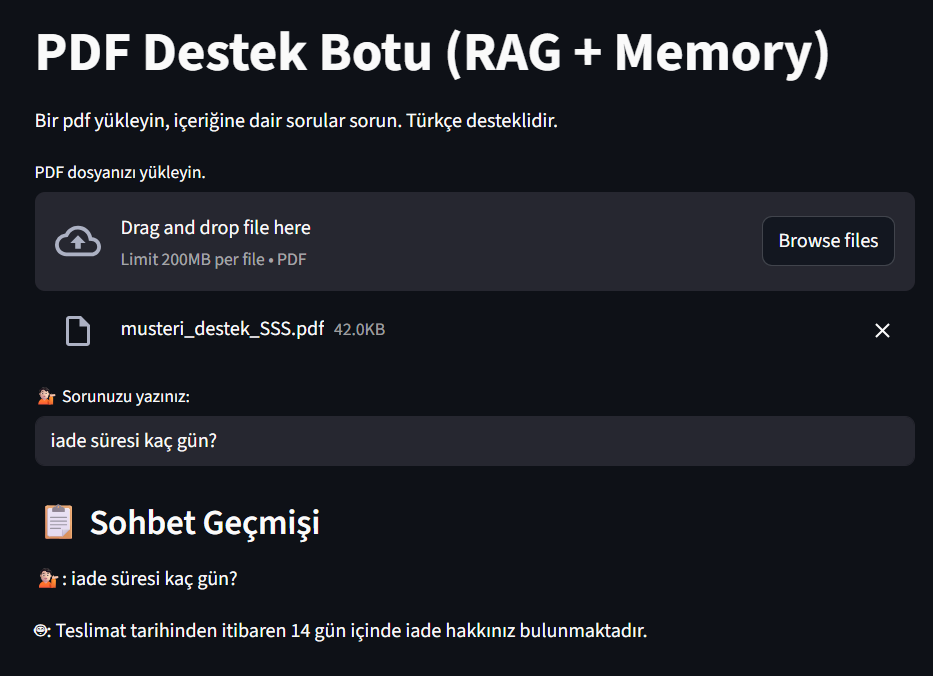 PDF Destek Botu (RAG + Memory)
Bir pdf yükleyin, içeriğine dair sorular sorun. Türkçe desteklidir.
PDF dosyanızı yükleyin.
Drag and drop file here
Limit 200MB per file • PDF
Browse files
musteri_destek_SSS.pdf 42.0KB
Sorunuzu yazınız:
iade süresi kaç gün?
Sohbet Geçmişi
: iade süresi kaç gün?
: Teslimat tarihinden itibaren 14 gün içinde iade hakkınız bulunmaktadır.